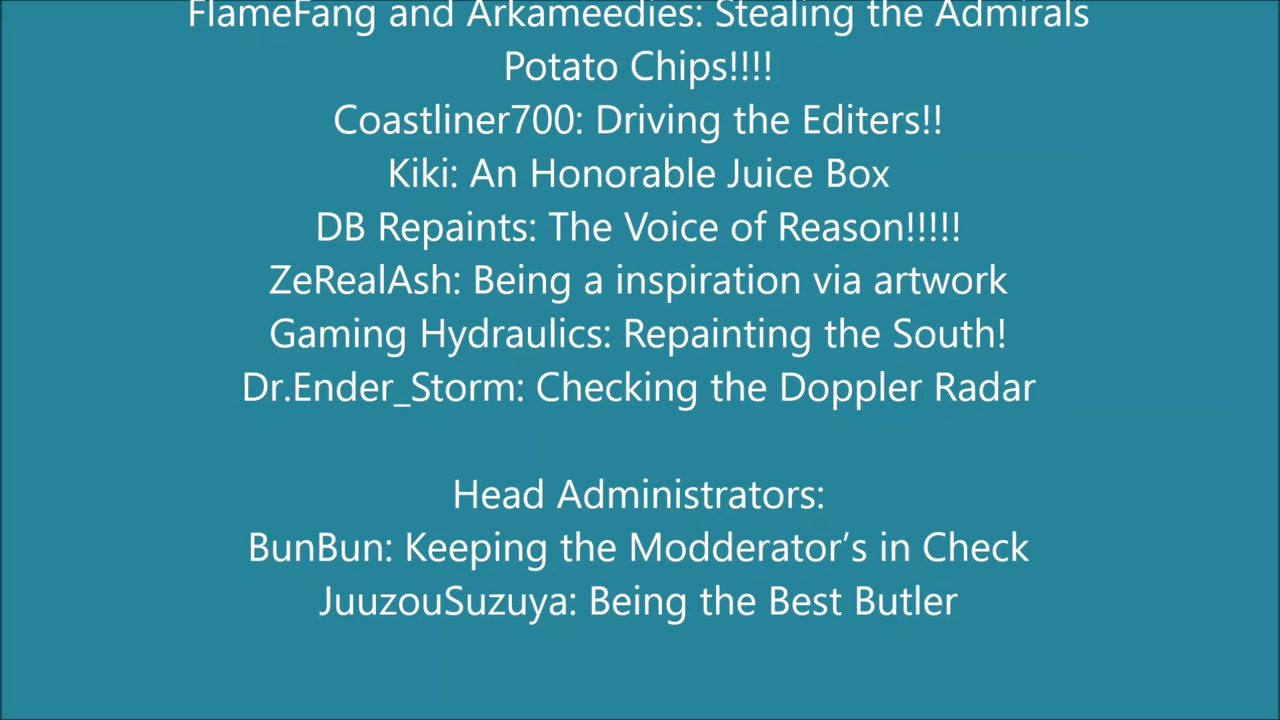 FlameFang and Arkameedies: Stealing the Admirals
Potato Chips!!!!
Coastliner700: Driving the Editers!!
Kiki: An Honorable Juice Box
DB Repaints: The Voice of Reason!!!!!
ZeRealAsh: Being a inspiration via artwork
Gaming Hydraulics: Repainting the South!
Dr.Ender_Storm: Checking the Doppler Radar
Head Administrators:
BunBun: Keeping the Modderator’s in Check
JuuzouSuzuya: Being the Best Butler